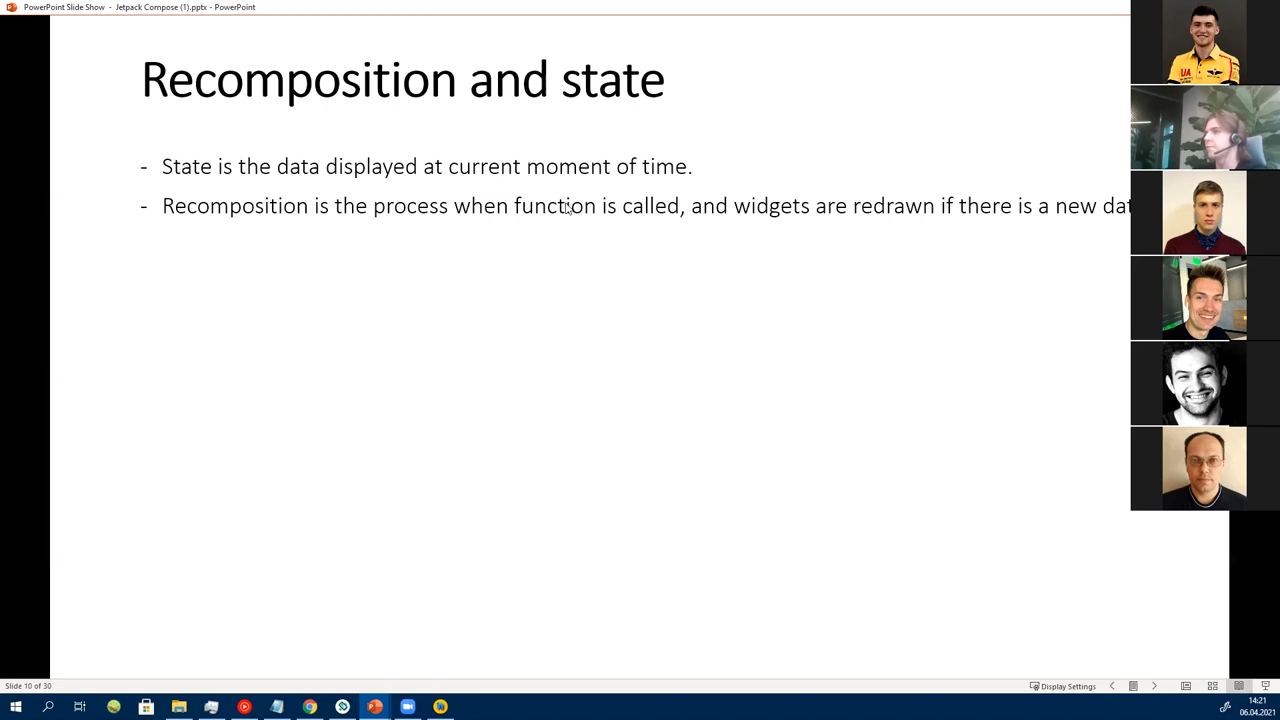 PowerPoint Slide Show - Jetpack Compose (1).pptx - PowerPoint
Recomposition and state
- State is the data displayed at current moment of time.
- Recomposition is the process when function is called, and widgets are redrawn if there is a new dat
UA
Slide 10 of 30
Display Settings
14:21
06.04.2021